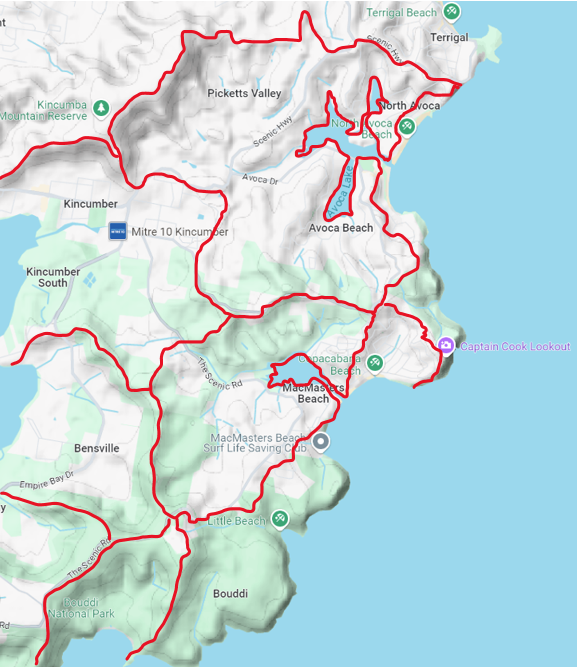 Terrigal Beach
nt
Terrigal
Scenic Hwy
Picketts Valley
Kincumba
Mountain Reserve
North Avoca
North Avoca
Beach
Scenic Hwy
Avoca Dr
Avoca Lake
Kincumber
Mitre 10 Kincumber
Avoca Beach
Kincumber
South
Captain Cook Lookout
Copacabana
Beach
The Scenic Rd
MacMasters
Beach
MacMasters Beach
Surf Life Saving Club
Bensville
Empire Bay Dr
y
Little Beach
The Scenic Rd
Bouddi
Bouddi
National Park
Rd